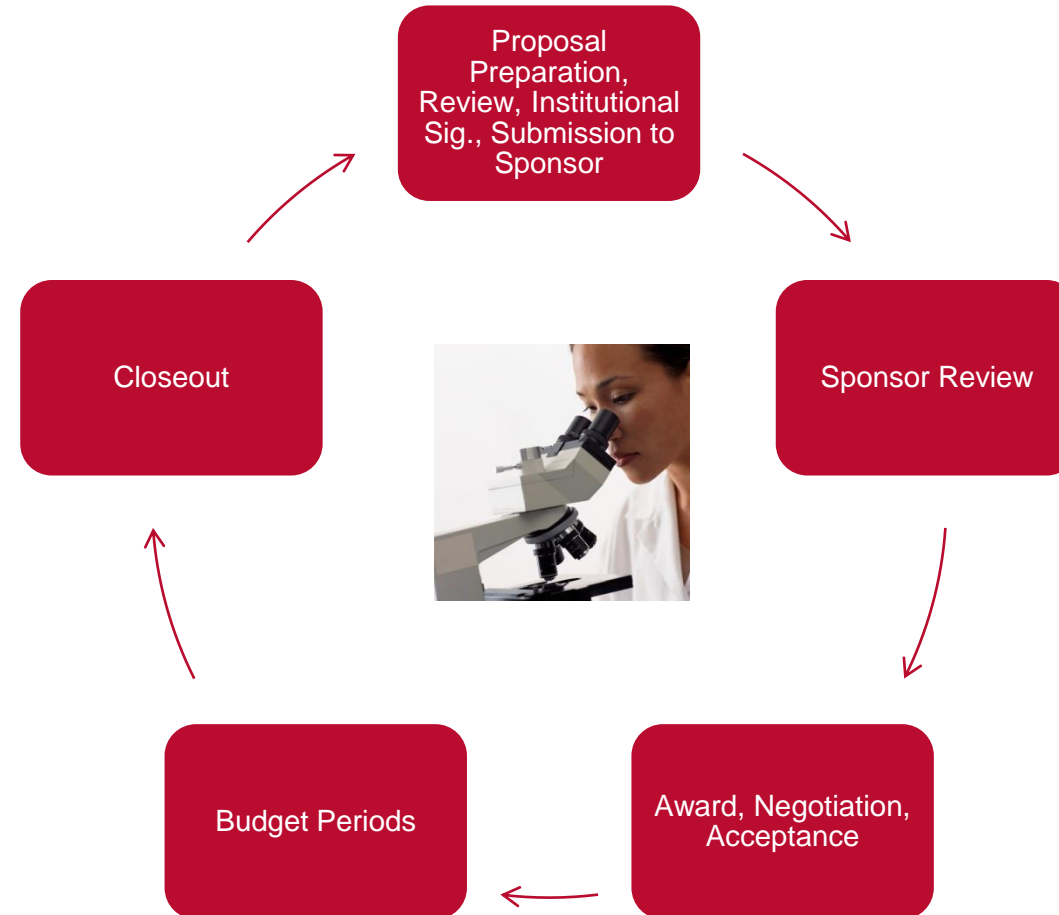 Proposal
Preparation,
Review, Institutional
Sig., Submission to
Sponsor
Sponsor Review
Award, Negotiation,
Acceptance
Budget Periods
Closeout